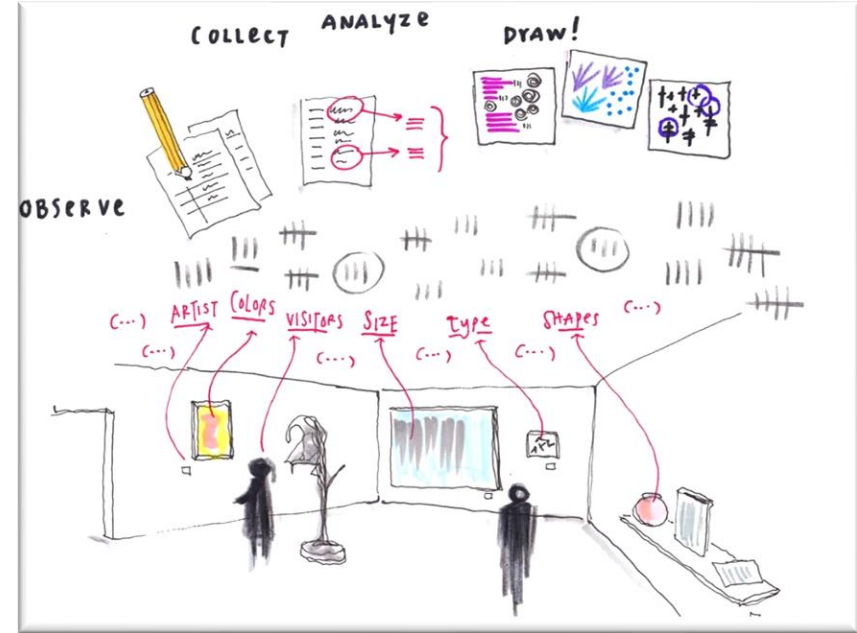 COLLECT ANALYZE DRAW!
OBSERVE
(...) ARTIST COLORS VISITORS SIZE TYPE SHAPES (...)
(...) (...) (...) (...)